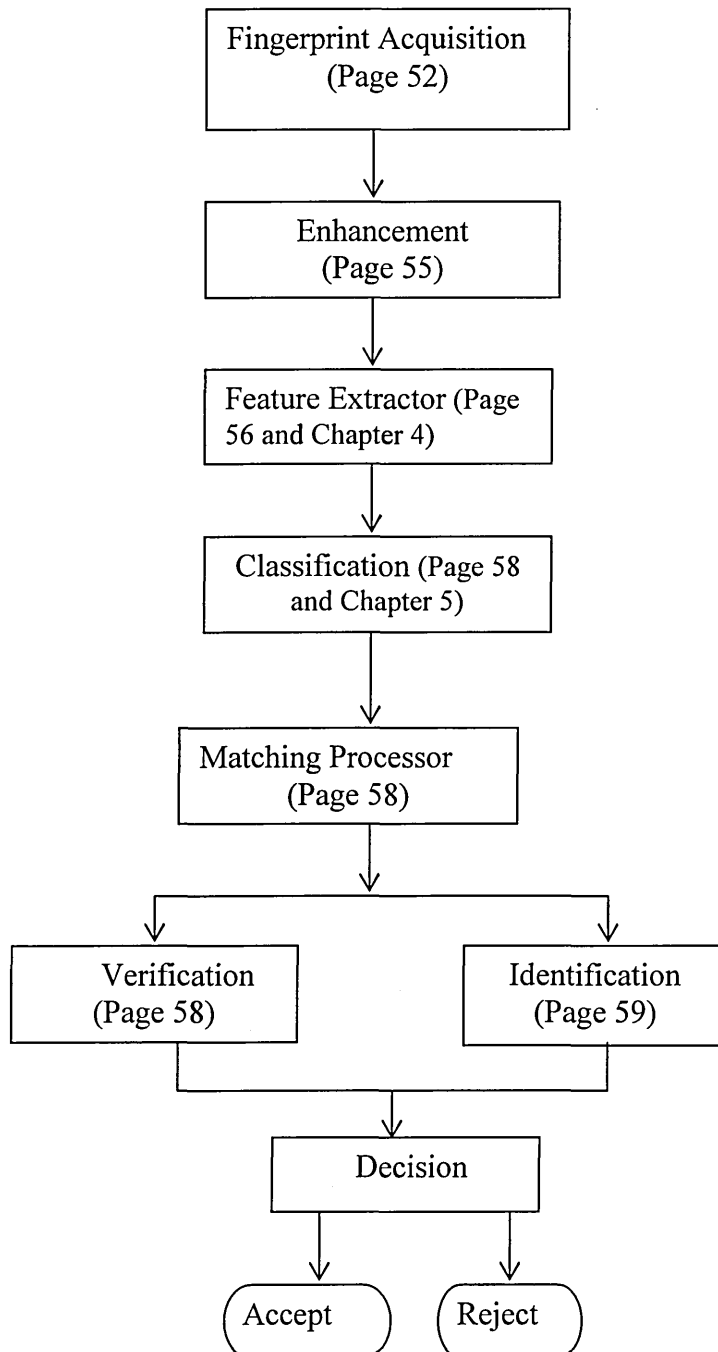 Fingerprint Acquisition
(Page 52)
Enhancement
(Page 55)
Feature Extractor (Page
56 and Chapter 4)
Classification (Page 58
and Chapter 5)
Matching Processor
(Page 58)
Verification
(Page 58)
Identification
(Page 59)
Decision
Accept
Reject